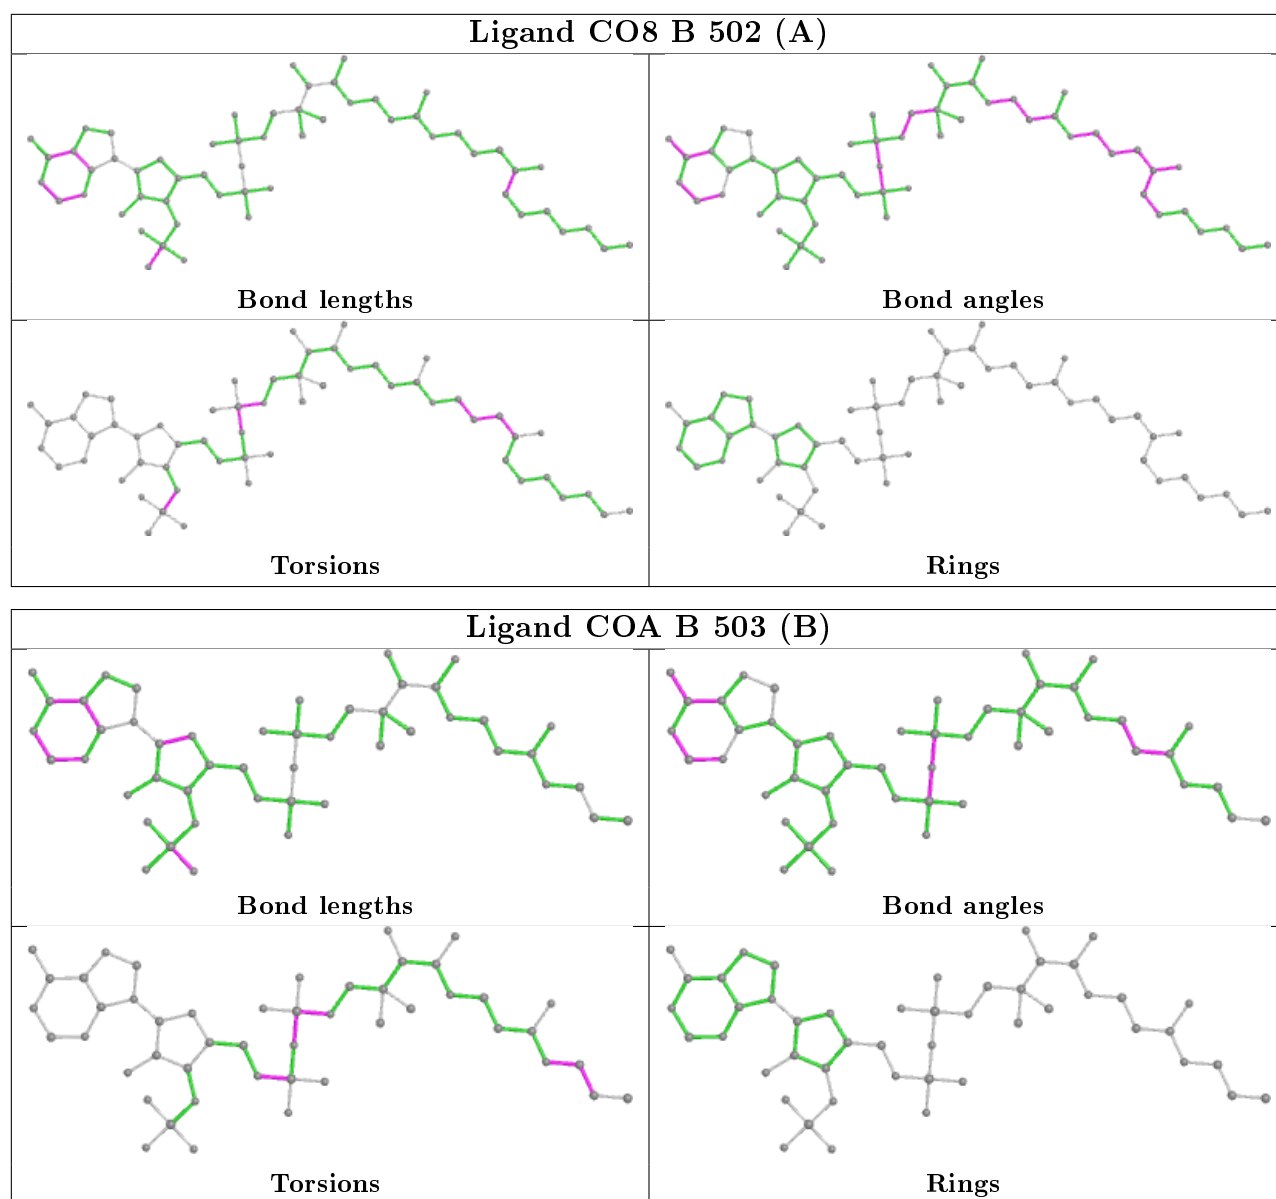 Ligand CO8 B 502 (A)
Bond lengths
Bond angles
Torsions
Rings
Ligand COA B 503 (B)
Bond lengths
Bond angles
Torsions
Rings